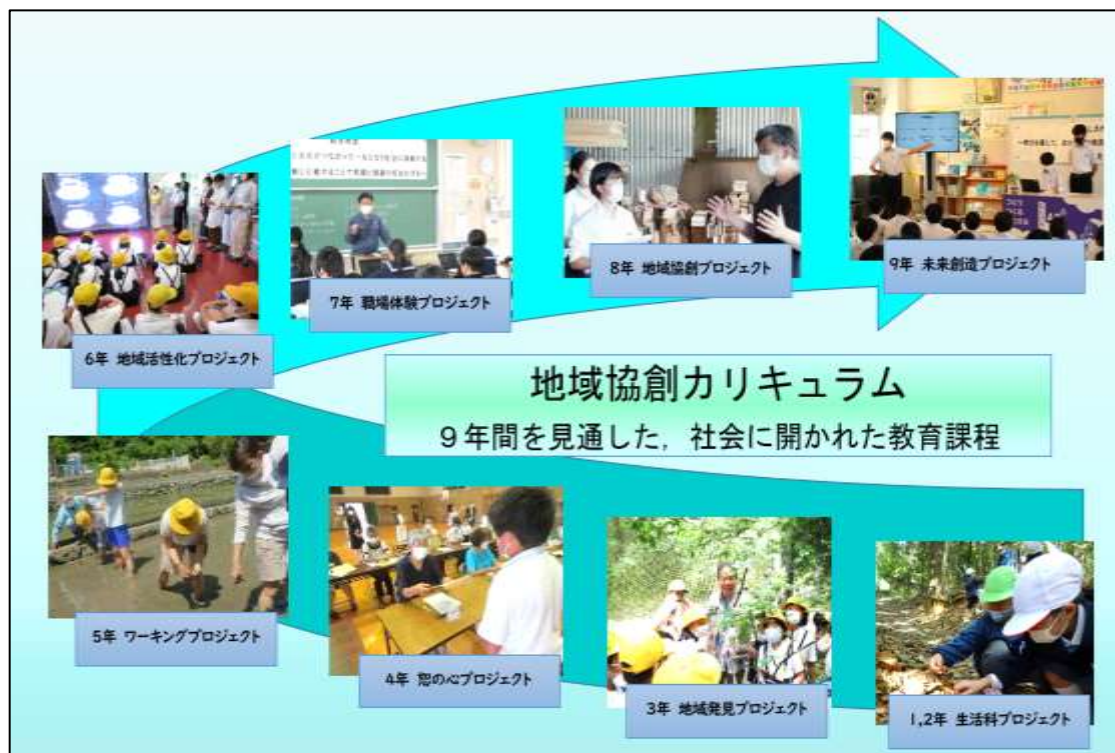 6年 地域活性化プロジェクト
7年 職場体験プロジェクト
8年 地域協創プロジェクト
9年 未来創造プロジェクト
地域協創カリキュラム
９年間を見通した，社会に開かれた教育課程
5年 ワーキングプロジェクト
4年 恕の心プロジェクト
3年 地域発見プロジェクト
1,2年 生活科プロジェクト